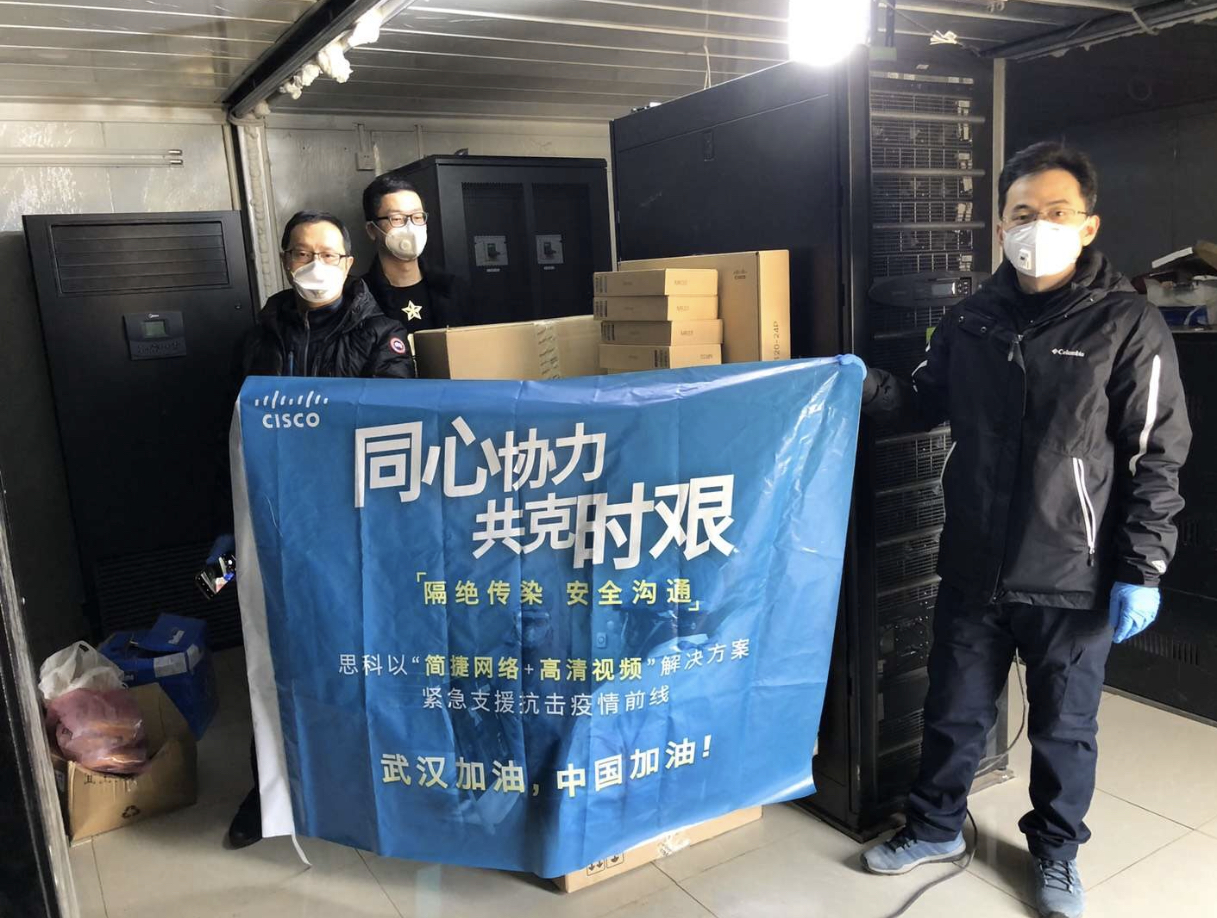 CISCO
同心协力
共克时艰
「隔绝传染 安全沟通」
思科以“简捷网络+高清视频”解决方案
紧急支援抗击疫情前线
武汉加油，中国加油！
Columbia